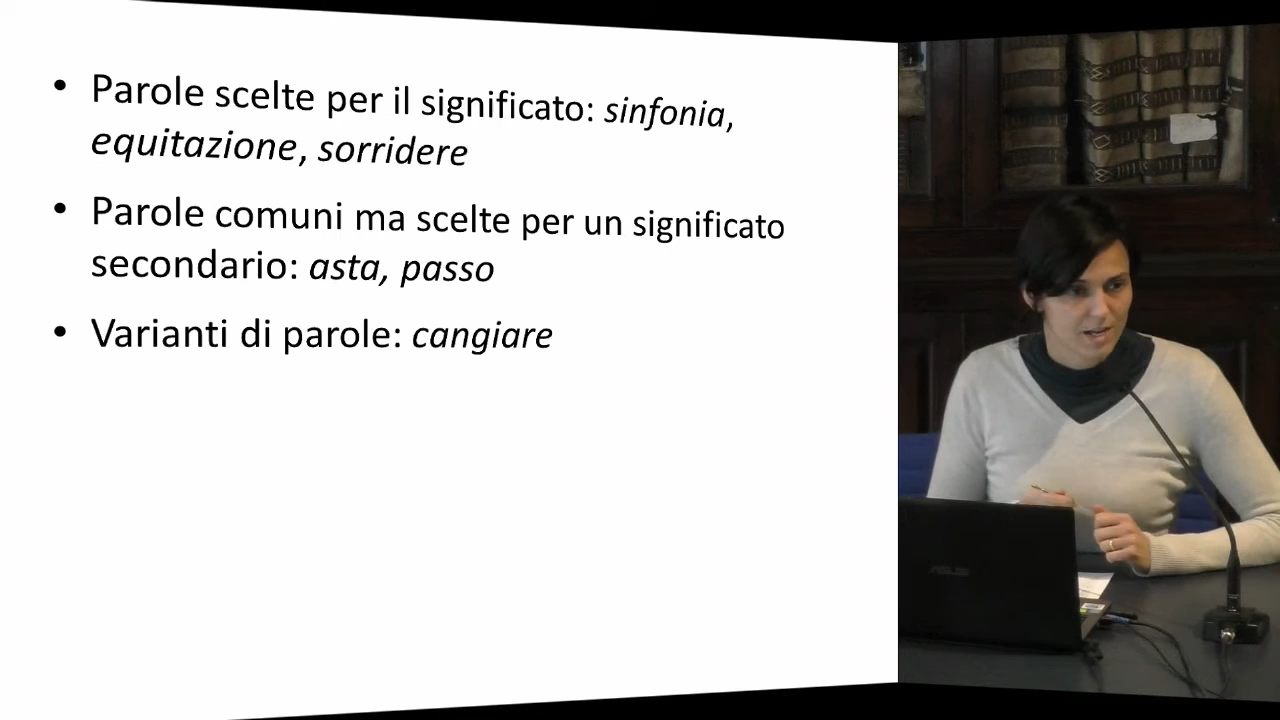 • Parole scelte per il significato: sinfonia,
equitazione, sorridere
• Parole comuni ma scelte per un significato
secondario: asta, passo
• Varianti di parole: cangiare
ASUS